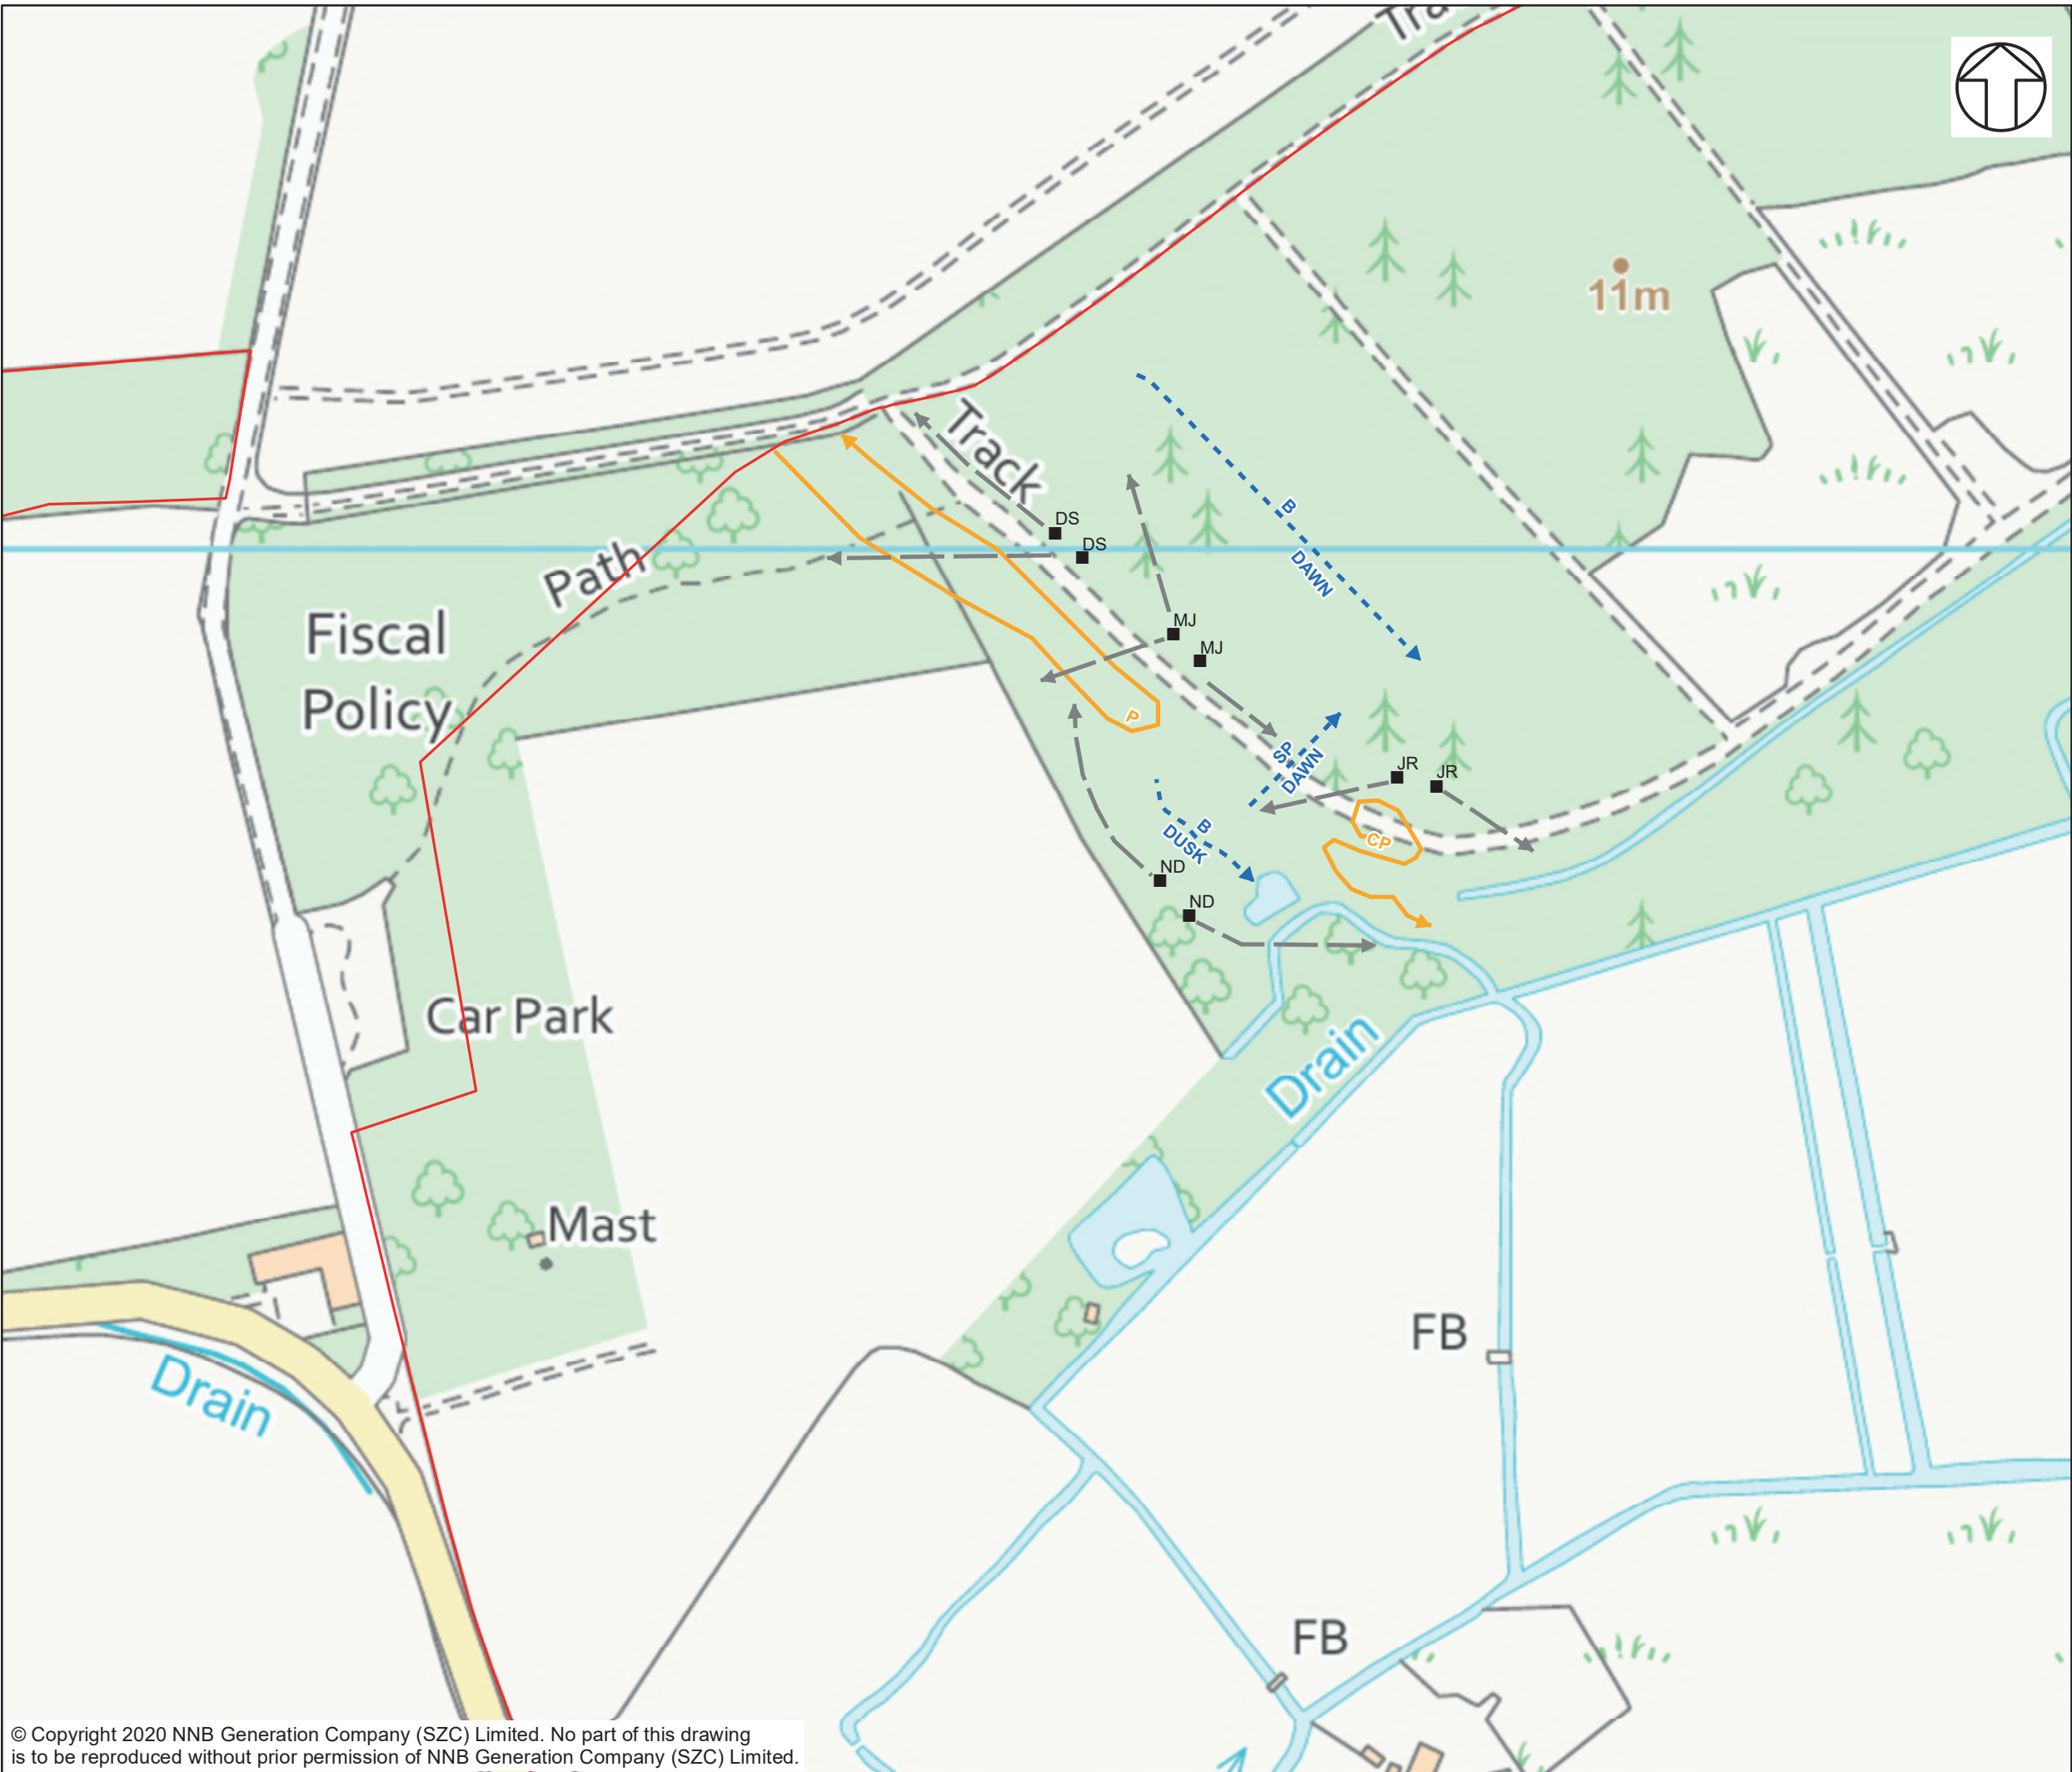 Tra
11m
Track
B
DAWN
DS
DS
Path
Fiscal
Policy
MJ
MJ
P
SP
DAWN
JR
JR
CP
B
DUSK
ND
ND
Car Park
Drain
Mast
FB
Drain
FB
© Copyright 2020 NNB Generation Company (SZC) Limited. No part of this drawing
is to be reproduced without prior permission of NNB Generation Company (SZC) Limited.